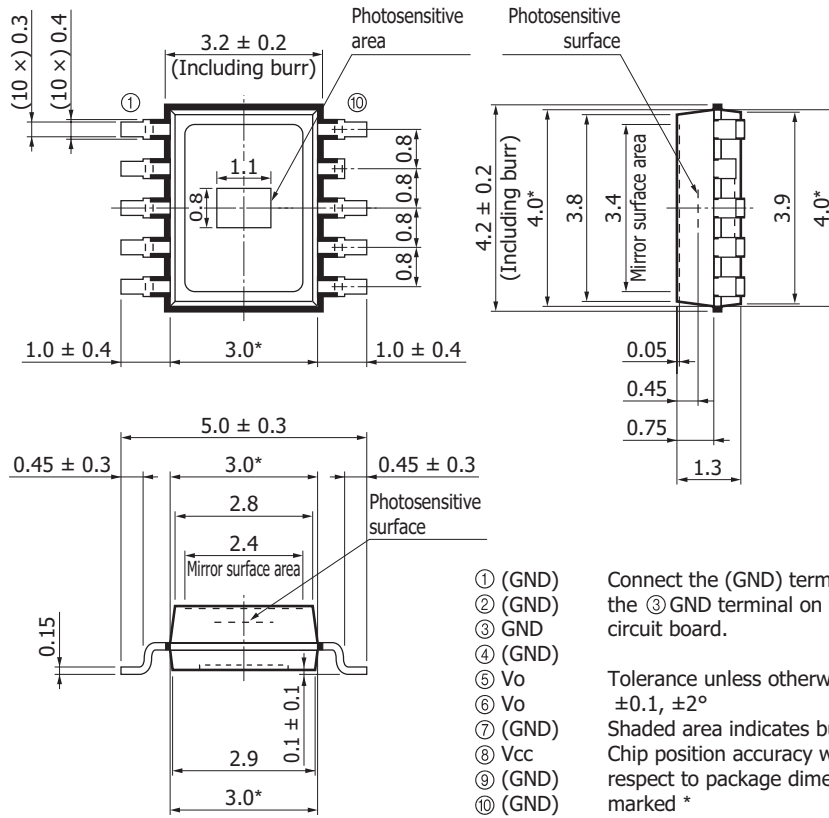 (10 ×) 0.3
(10 ×) 0.4
3.2 ± 0.2
(Including burr)
Photosensitive
area
Photosensitive
surface
①
⑩
1.1
0.8
0.8
0.8
0.8
0.8
1.0 ± 0.4
3.0*
1.0 ± 0.4
4.2 ± 0.2
(Including burr)
4.0*
3.8
3.4
Mirror surface area
3.9
4.0*
0.05
0.45
0.75
1.3
5.0 ± 0.3
0.45 ± 0.3
3.0*
0.45 ± 0.3
2.8
Photosensitive
surface
2.4
Mirror surface area
0.15
0.1 ± 0.1
2.9
3.0*
① (GND)
② (GND)
③ GND
④ (GND)
⑤ Vo
⑥ Vo
⑦ (GND)
⑧ Vcc
⑨ (GND)
⑩ (GND)
Connect the (GND) term
the ③ GND terminal on
circuit board.
Tolerance unless otherw
±0.1, ±2°
Shaded area indicates bu
Chip position accuracy w
respect to package dime
marked *